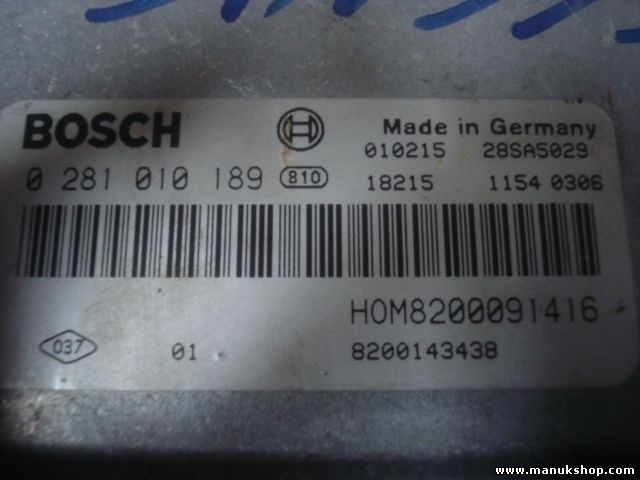 BOSCH
Made in Germany
010215 28SA5029
0 281 010 189 810
18215 1154 0306
HOM8200091416
037 01 8200143438
www.manukshop.com